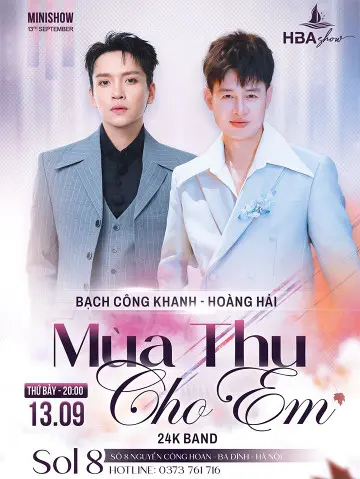 MINISHOW
13TH SEPTEMBER
HBA show
BẠCH CÔNG KHANH - HOÀNG HẢI
Mùa Thu
Cho Em
THỨ BẢY - 20:00
13.09
24K BAND
Sol 8
SỐ 8 NGUYỄN CÔNG HOAN - BA ĐÌNH - HÀ NỘI
HOTLINE: 0373 761 716